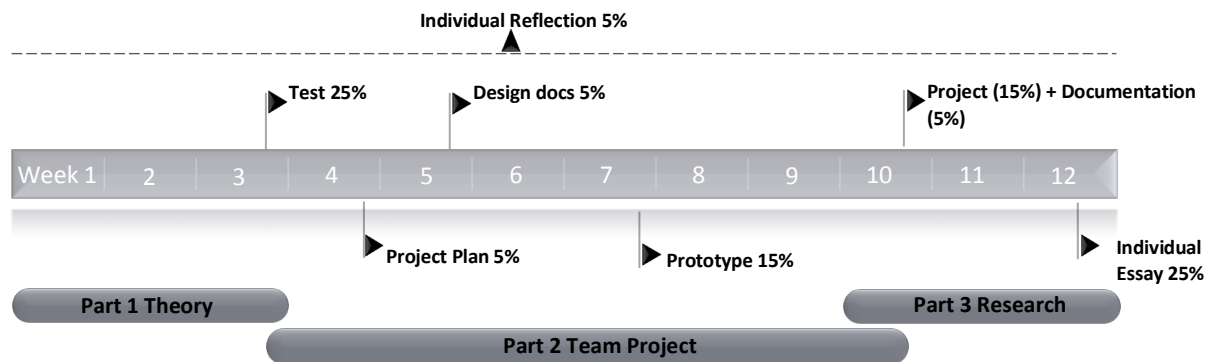 Individual Reflection 5%
Test 25%
Design docs 5%
Project (15%) + Documentation
(5%)
Week 1 2 3 4 5 6 7 8 9 10 11 12
Project Plan 5%
Prototype 15%
Individual
Essay 25%
Part 1 Theory
Part 3 Research
Part 2 Team Project